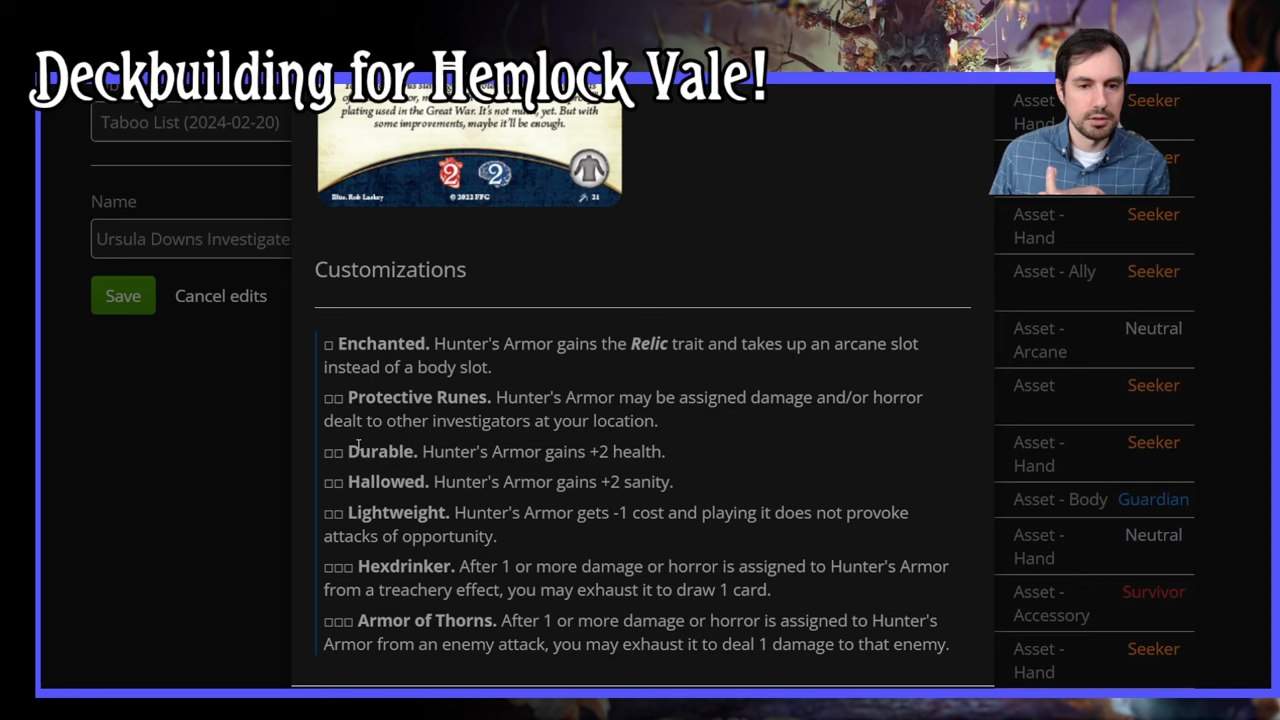 Deckbuilding for Hemlock Vale!
Taboo List (2024-02-20)
Name
Ursula Downs Investigate
Save
Cancel edits
plating used in the Great War. It's not much, yet. But with
some improvements, maybe it'll be enough.
2
2
Illus. Rob Laskey
© 2022 FFG
21
Customizations
□ Enchanted. Hunter's Armor gains the Relic trait and takes up an arcane slot
instead of a body slot.
□□ Protective Runes. Hunter's Armor may be assigned damage and/or horror
dealt to other investigators at your location.
□□ Durable. Hunter's Armor gains +2 health.
□□ Hallowed. Hunter's Armor gains +2 sanity.
□□ Lightweight. Hunter's Armor gets -1 cost and playing it does not provoke
attacks of opportunity.
□□□ Hexdrinker. After 1 or more damage or horror is assigned to Hunter's Armor
from a treachery effect, you may exhaust it to draw 1 card.
□□□ Armor of Thorns. After 1 or more damage or horror is assigned to Hunter's
Armor from an enemy attack, you may exhaust it to deal 1 damage to that enemy.
Asset -
Hand
Seeker
Asset -
Hand
Seeker
Asset - Ally
Seeker
Asset -
Arcane
Neutral
Asset
Seeker
Asset -
Hand
Seeker
Asset - Body
Guardian
Asset -
Hand
Neutral
Asset -
Accessory
Survivor
Asset -
Hand
Seeker